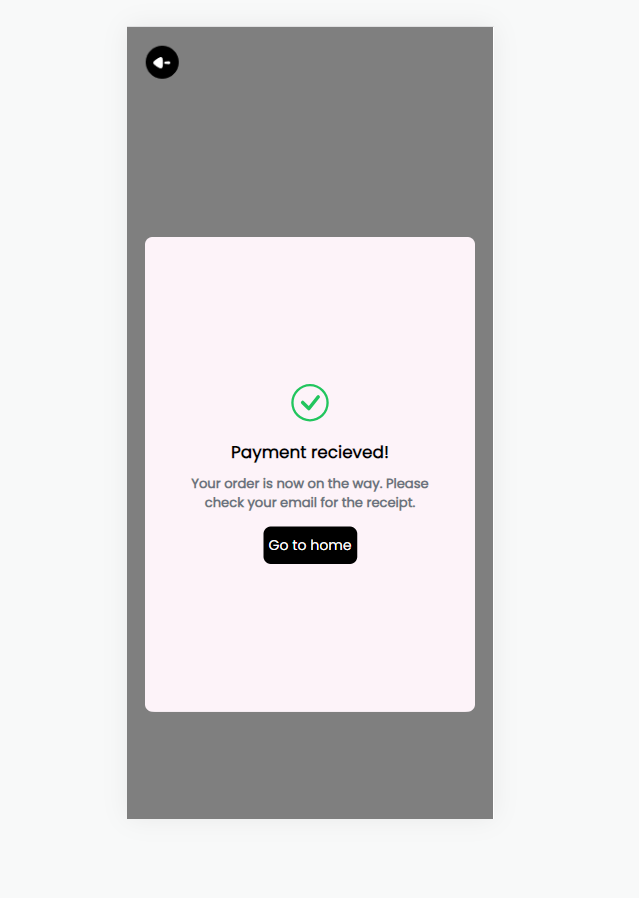 Payment recieved!
Your order is now on the way. Please
check your email for the receipt.
Go to home